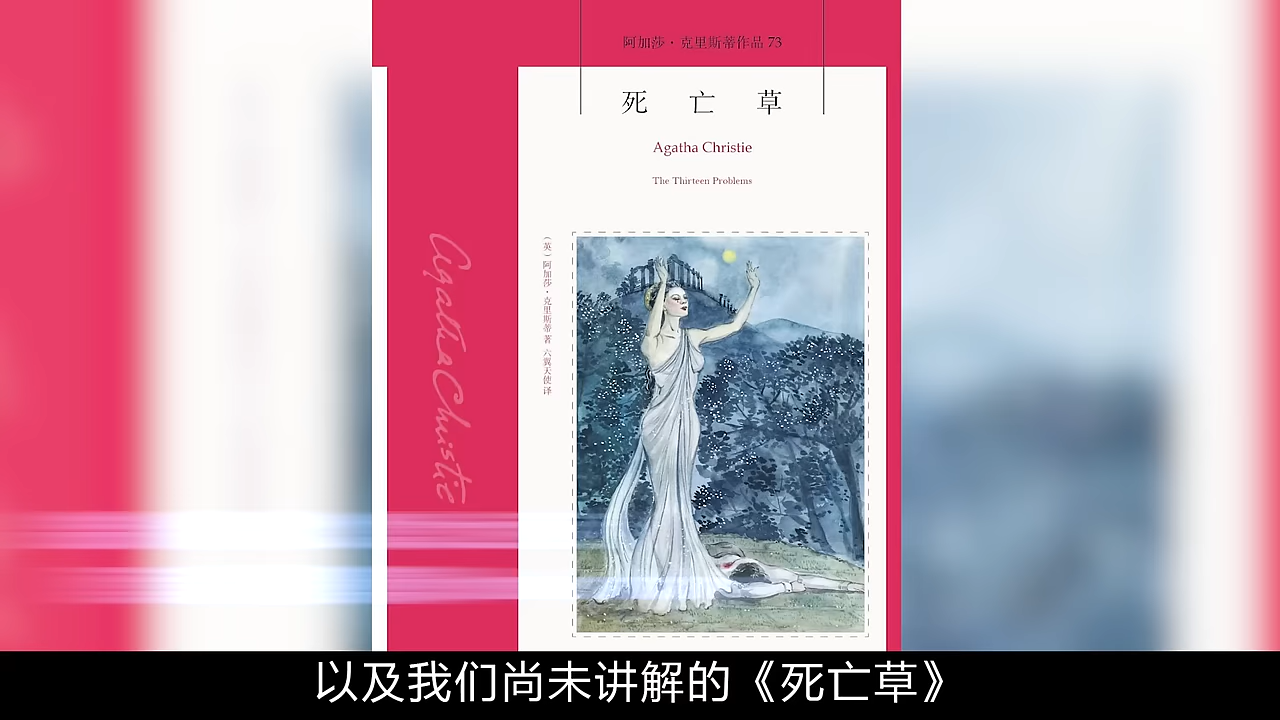 阿加莎·克里斯蒂作品 73
死亡草
Agatha Christie
The Thirteen Problems
（英）阿加莎·克里斯蒂 著 六翼天使 译
Agatha Christie
以及我们尚未讲解的《死亡草》